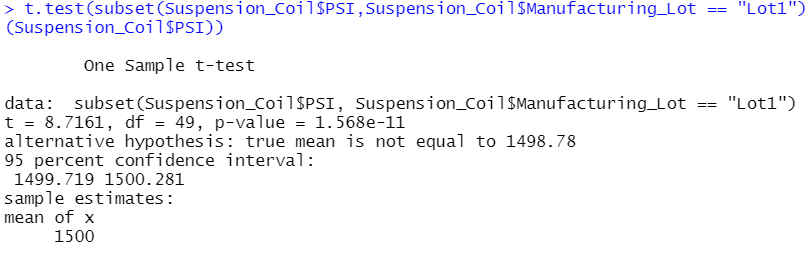 > t.test(subset(Suspension_Coil$PSI,Suspension_Coil$Manufacturing_Lot == "Lot1")
(Suspension_Coil$PSI))
One Sample t-test
data:  subset(Suspension_Coil$PSI, Suspension_Coil$Manufacturing_Lot == "Lot1")
t = 8.7161, df = 49, p-value = 1.568e-11
alternative hypothesis: true mean is not equal to 1498.78
95 percent confidence interval:
1499.719 1500.281
sample estimates:
mean of x
1500